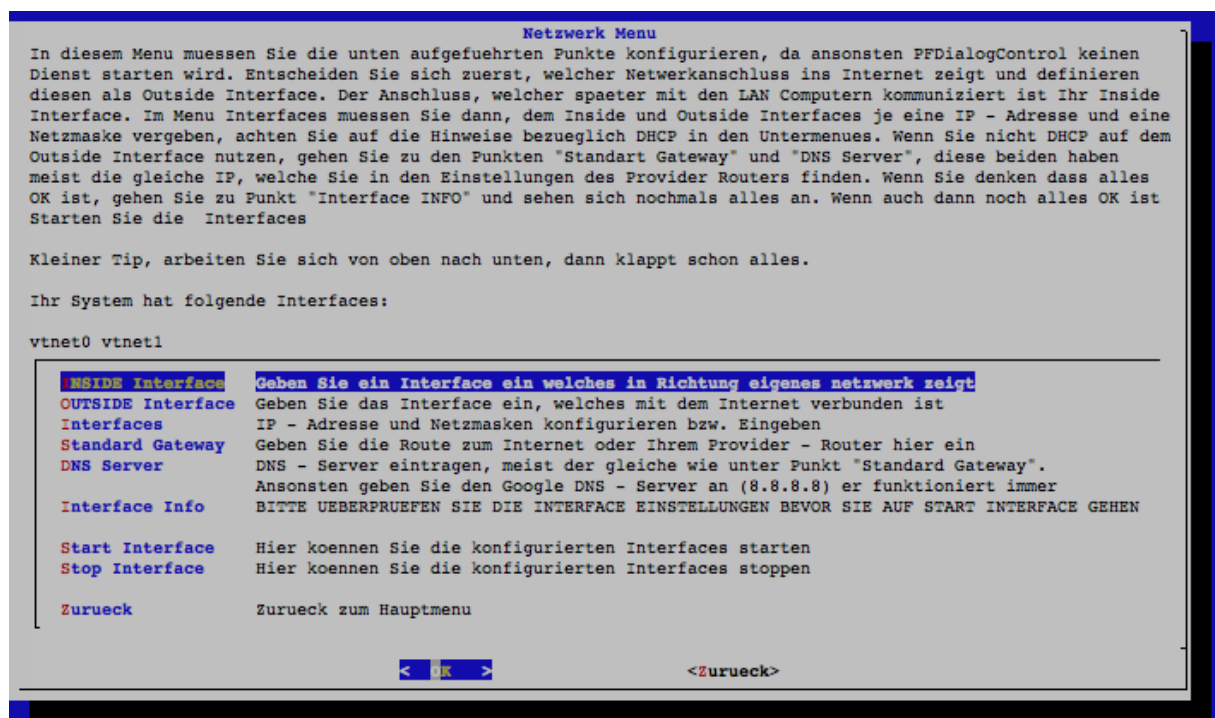 Netzwerk Menu
In diesem Menu muessen Sie die unten aufgefuehrten Punkte konfigurieren, da ansonsten PFDialogControl keinen
Dienst starten wird. Entscheiden Sie sich zuerst, welcher Netwerkanschluss ins Internet zeigt und definieren
diesen als Outside Interface. Der Anschluss, welcher spaeter mit den LAN Computern kommuniziert ist Ihr Inside
Interface. Im Menu Interfaces muessen Sie dann, dem Inside und Outside Interfaces je eine IP - Adresse und eine
Netzmaske vergeben, achten Sie auf die Hinweise bezueglich DHCP in den Untermenues. Wenn Sie nicht DHCP auf dem
Outside Interface nutzen, gehen Sie zu den Punkten "Standart Gateway" und "DNS Server", diese beiden haben
meist die gleiche IP, welche Sie in den Einstellungen des Provider Routers finden. Wenn Sie denken dass alles
OK ist, gehen Sie zu Punkt "Interface INFO" und sehen sich nochmals alles an. Wenn auch dann noch alles OK ist
Starten Sie die  Interfaces
Kleiner Tip, arbeiten Sie sich von oben nach unten, dann klappt schon alles.
Ihr System hat folgende Interfaces:
vtnet0 vtnet1
INSIDE Interface Geben Sie ein Interface ein welches in Richtung eigenes netzwerk zeigt
OUTSIDE Interface Geben Sie das Interface ein, welches mit dem Internet verbunden ist
Interfaces IP - Adresse und Netzmasken konfigurieren bzw. Eingeben
Standard Gateway Geben Sie die Route zum Internet oder Ihrem Provider - Router hier ein
DNS Server DNS - Server eintragen, meist der gleiche wie unter Punkt "Standard Gateway".
Ansonsten geben Sie den Google DNS - Server an (8.8.8.8) er funktioniert immer
Interface Info BITTE UEBERPRUEFEN SIE DIE INTERFACE EINSTELLUNGEN BEVOR SIE AUF START INTERFACE GEHEN
Start Interface Hier koennen Sie die konfigurierten Interfaces starten
Stop Interface Hier koennen Sie die konfigurierten Interfaces stoppen
Zurueck Zurueck zum Hauptmenu
< OK > <Zurueck>